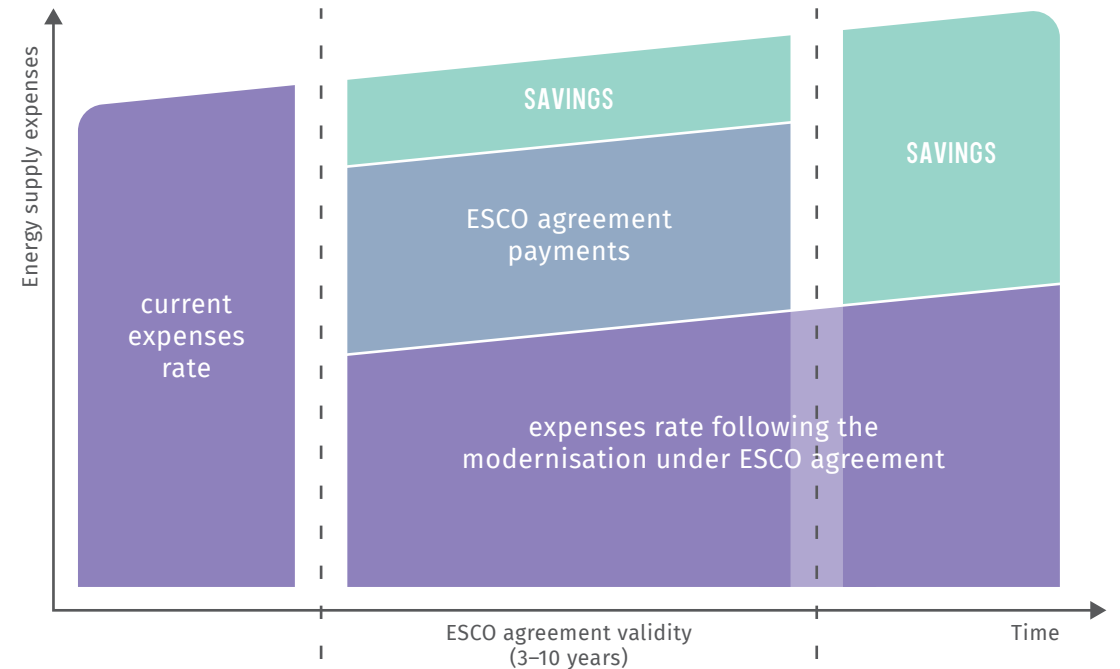 Energy supply expenses
current
expenses
rate
SAVINGS
ESCO agreement
payments
SAVINGS
expenses rate following the
modernisation under ESCO agreement
ESCO agreement validity
(3–10 years)
Time